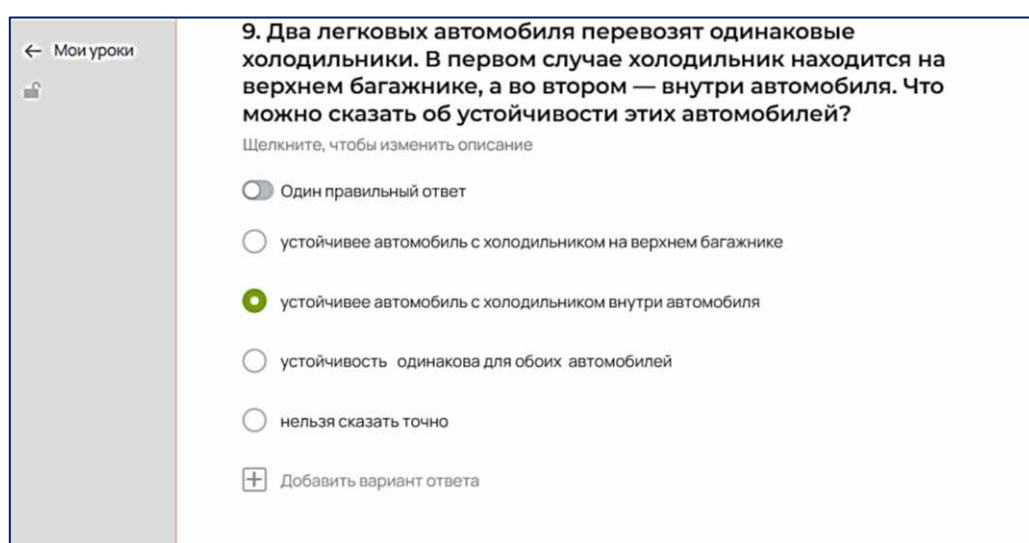 ← Мои уроки
9. Два легковых автомобиля перевозят одинаковые
холодильники. В первом случае холодильник находится на
верхнем багажнике, а во втором — внутри автомобиля. Что
можно сказать об устойчивости этих автомобилей?
Щелкните, чтобы изменить описание
Один правильный ответ
устойчивее автомобиль с холодильником на верхнем багажнике
устойчивее автомобиль с холодильником внутри автомобиля
устойчивость одинакова для обоих автомобилей
нельзя сказать точно
Добавить вариант ответа